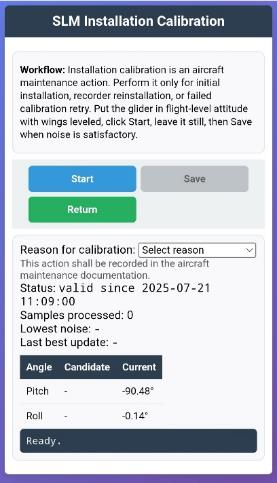 SLM Installation Calibration
Workflow: Installation calibration is an aircraft
maintenance action. Perform it only for initial
installation, recorder reinstallation, or failed
calibration retry. Put the glider in flight-level attitude
with wings leveled, click Start, leave it still, then Save
when noise is satisfactory.
Start
Save
Return
Reason for calibration: Select reason
This action shall be recorded in the aircraft
maintenance documentation.
Status: valid since 2025-07-21
11:09:00
Samples processed: 0
Lowest noise: -
Last best update: -
Angle Candidate Current
Pitch - -90.48°
Roll - -0.14°
Ready.